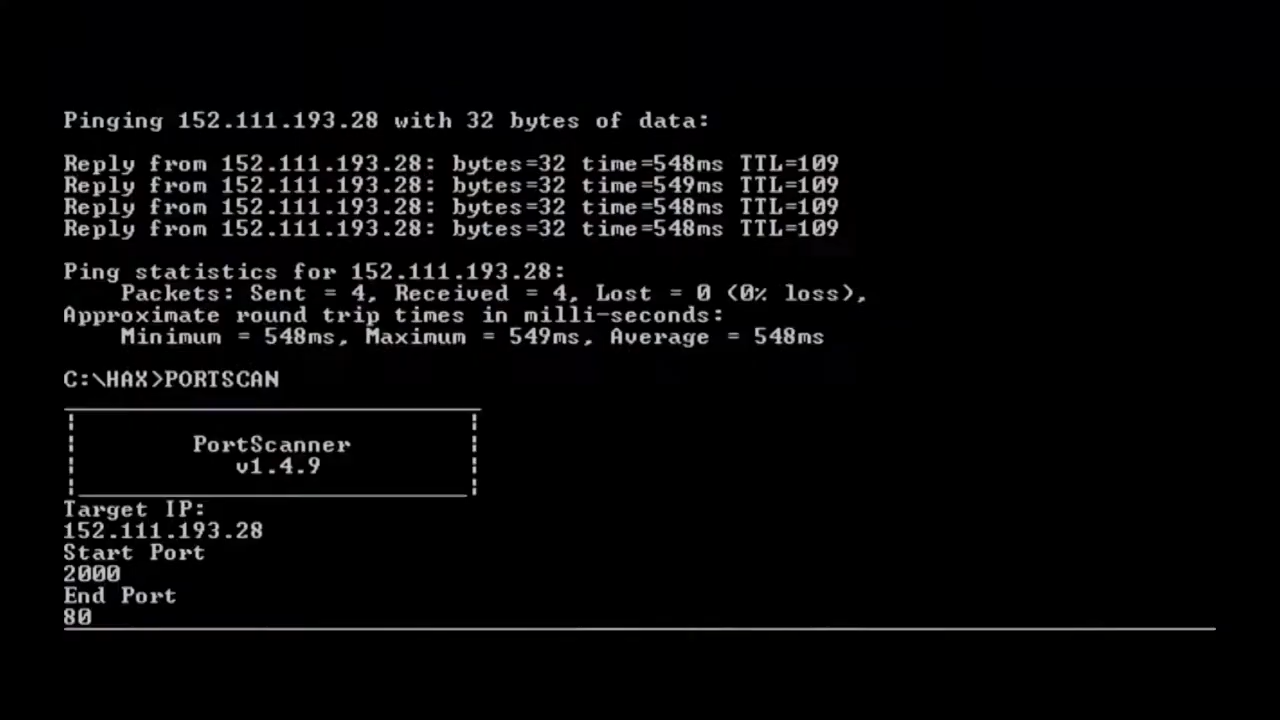 Pinging 152.111.193.28 with 32 bytes of data:
Reply from 152.111.193.28: bytes=32 time=548ms TTL=109
Reply from 152.111.193.28: bytes=32 time=549ms TTL=109
Reply from 152.111.193.28: bytes=32 time=548ms TTL=109
Reply from 152.111.193.28: bytes=32 time=548ms TTL=109
Ping statistics for 152.111.193.28:
Packets: Sent = 4, Received = 4, Lost = 0 (0% loss),
Approximate round trip times in milli-seconds:
Minimum = 548ms, Maximum = 549ms, Average = 548ms
C:\HAX>PORTSCAN
PortScanner
v1.4.9
Target IP:
152.111.193.28
Start Port
2000
End Port
80